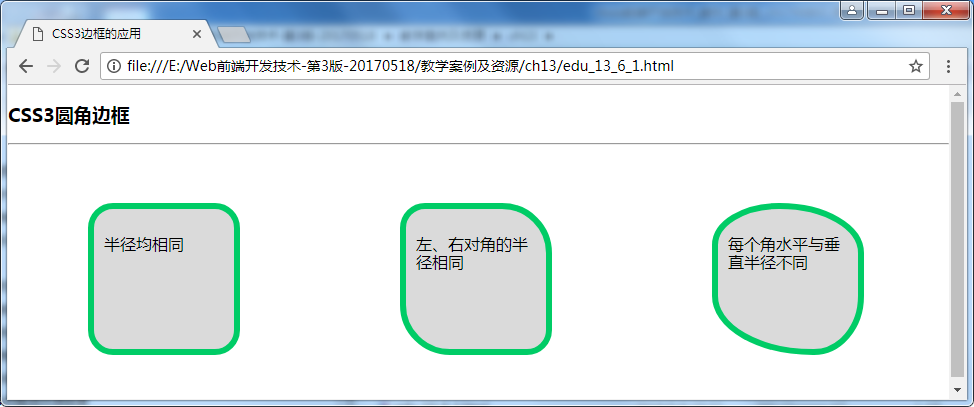 CSS3边框的应用
file:///E:/Web前端开发技术-第3版-20170518/教学案例及资源/ch13/edu_13_6_1.html
CSS3圆角边框
半径均相同
左、右对角的半
径相同
每个角水平与垂
直半径不同